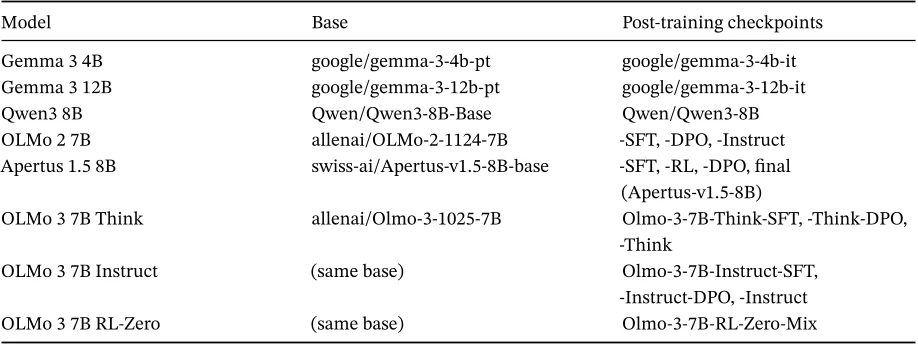 Model Base Post-training checkpoints
Gemma 3 4B google/gemma-3-4b-pt google/gemma-3-4b-it
Gemma 3 12B google/gemma-3-12b-pt google/gemma-3-12b-it
Qwen3 8B Qwen/Qwen3-8B-Base Qwen/Qwen3-8B
OLMo 2 7B allenai/OLMo-2-1124-7B -SFT, -DPO, -Instruct
Apertus 1.5 8B swiss-ai/Apertus-v1.5-8B-base -SFT, -RL, -DPO, final
(Apertus-v1.5-8B)
OLMo 3 7B Think allenai/Olmo-3-1025-7B Olmo-3-7B-Think-SFT, -Think-DPO,
-Think
OLMo 3 7B Instruct (same base) Olmo-3-7B-Instruct-SFT,
-Instruct-DPO, -Instruct
OLMo 3 7B RL-Zero (same base) Olmo-3-7B-RL-Zero-Mix